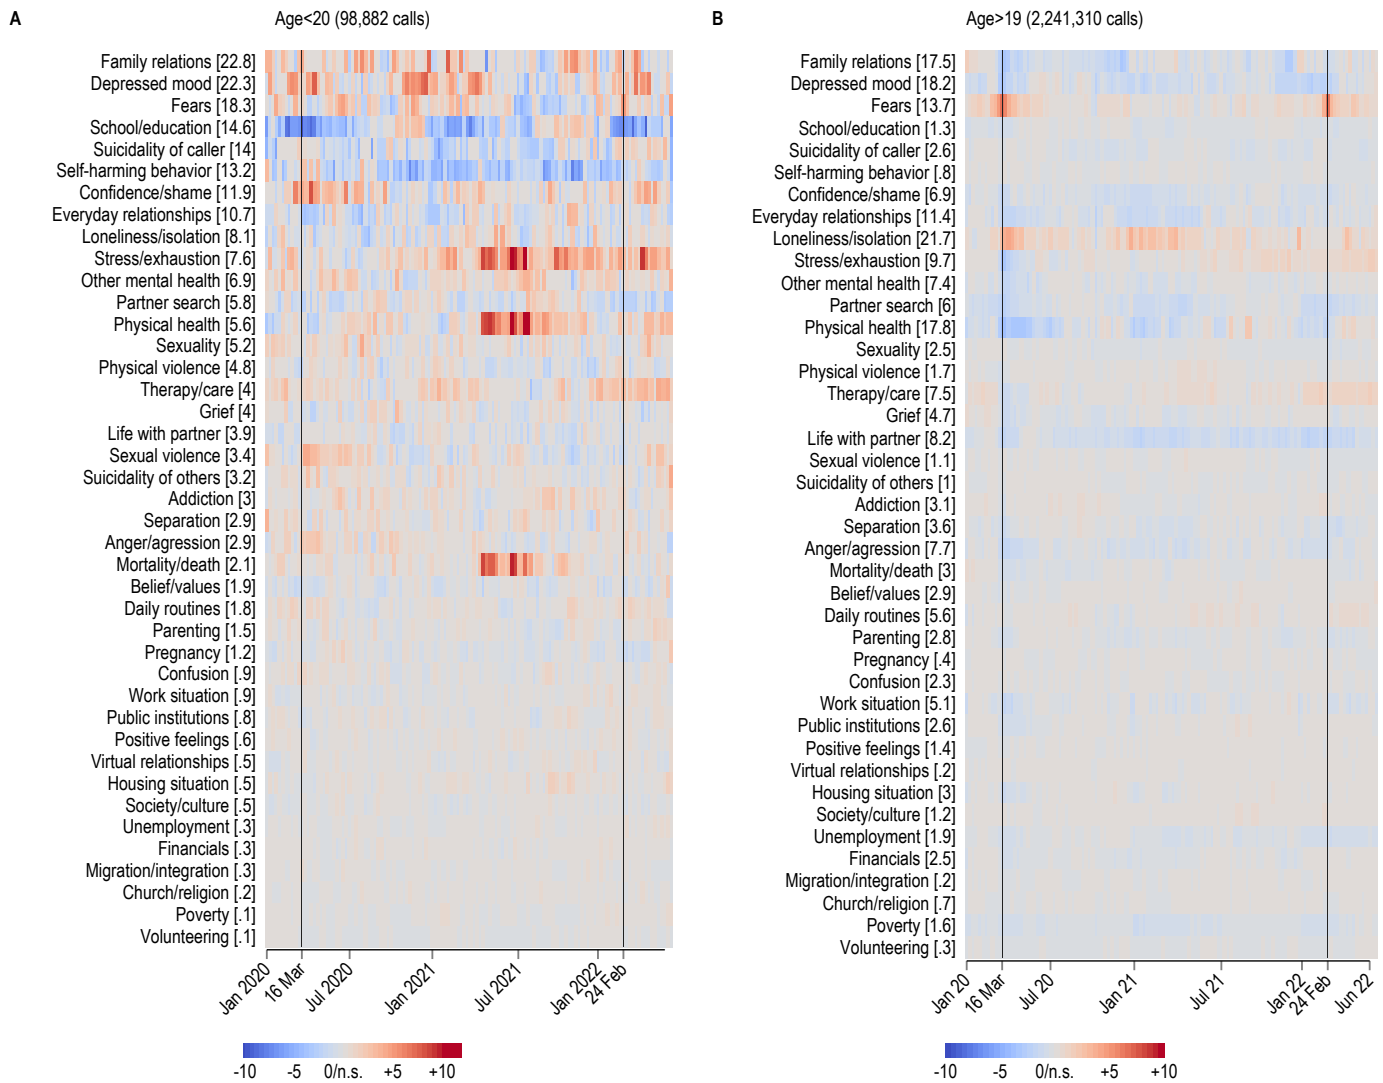 A
Age<20 (98,882 calls)
Family relations [22.8]
Depressed mood [22.3]
Fears [18.3]
School/education [14.6]
Suicidality of caller [14]
Self-harming behavior [13.2]
Confidence/shame [11.9]
Everyday relationships [10.7]
Loneliness/isolation [8.1]
Stress/exhaustion [7.6]
Other mental health [6.9]
Partner search [5.8]
Physical health [5.6]
Sexuality [5.2]
Physical violence [4.8]
Therapy/care [4]
Grief [4]
Life with partner [3.9]
Sexual violence [3.4]
Suicidality of others [3.2]
Addiction [3]
Separation [2.9]
Anger/agression [2.9]
Mortality/death [2.1]
Belief/values [1.9]
Daily routines [1.8]
Parenting [1.5]
Pregnancy [1.2]
Confusion [.9]
Work situation [.9]
Public institutions [.8]
Positive feelings [.6]
Virtual relationships [.5]
Housing situation [.5]
Society/culture [.5]
Unemployment [.3]
Financials [.3]
Migration/integration [.3]
Church/religion [.2]
Poverty [.1]
Volunteering [.1]
Jan 2020
16 Mar
Jul 2020
Jan 2021
Jul 2021
Jan 2022
24 Feb
-10 -5 0/n.s. +5 +10
B
Age>19 (2,241,310 calls)
Family relations [17.5]
Depressed mood [18.2]
Fears [13.7]
School/education [1.3]
Suicidality of caller [2.6]
Self-harming behavior [.8]
Confidence/shame [6.9]
Everyday relationships [11.4]
Loneliness/isolation [21.7]
Stress/exhaustion [9.7]
Other mental health [7.4]
Partner search [6]
Physical health [17.8]
Sexuality [2.5]
Physical violence [1.7]
Therapy/care [7.5]
Grief [4.7]
Life with partner [8.2]
Sexual violence [1.1]
Suicidality of others [1]
Addiction [3.1]
Separation [3.6]
Anger/agression [7.7]
Mortality/death [3]
Belief/values [2.9]
Daily routines [5.6]
Parenting [2.8]
Pregnancy [.4]
Confusion [2.3]
Work situation [5.1]
Public institutions [2.6]
Positive feelings [1.4]
Virtual relationships [.2]
Housing situation [3]
Society/culture [1.2]
Unemployment [1.9]
Financials [2.5]
Migration/integration [.2]
Church/religion [.7]
Poverty [1.6]
Volunteering [.3]
Jan 20
16 Mar
Jul 20
Jan 21
Jul 21
Jan 22
24 Feb
Jun 22
-10 -5 0/n.s. +5 +10